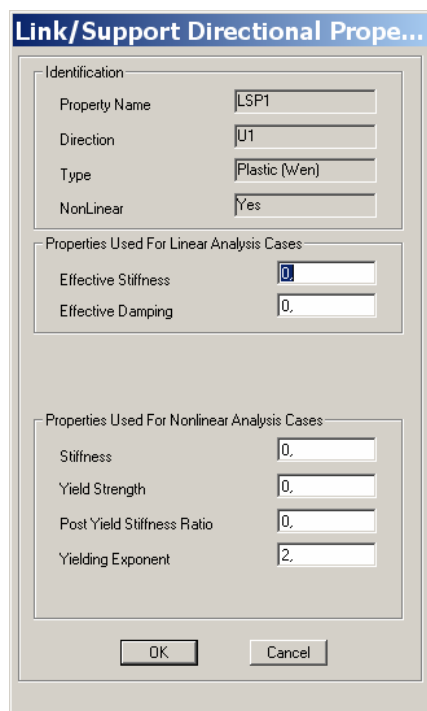 Link/Support Directional Prope...
Identification
Property Name LSP1
Direction U1
Type Plastic (Wen)
NonLinear Yes
Properties Used For Linear Analysis Cases
Effective Stiffness 0,
Effective Damping 0,
Properties Used For Nonlinear Analysis Cases
Stiffness 0,
Yield Strength 0,
Post Yield Stiffness Ratio 0,
Yielding Exponent 2,
OK Cancel